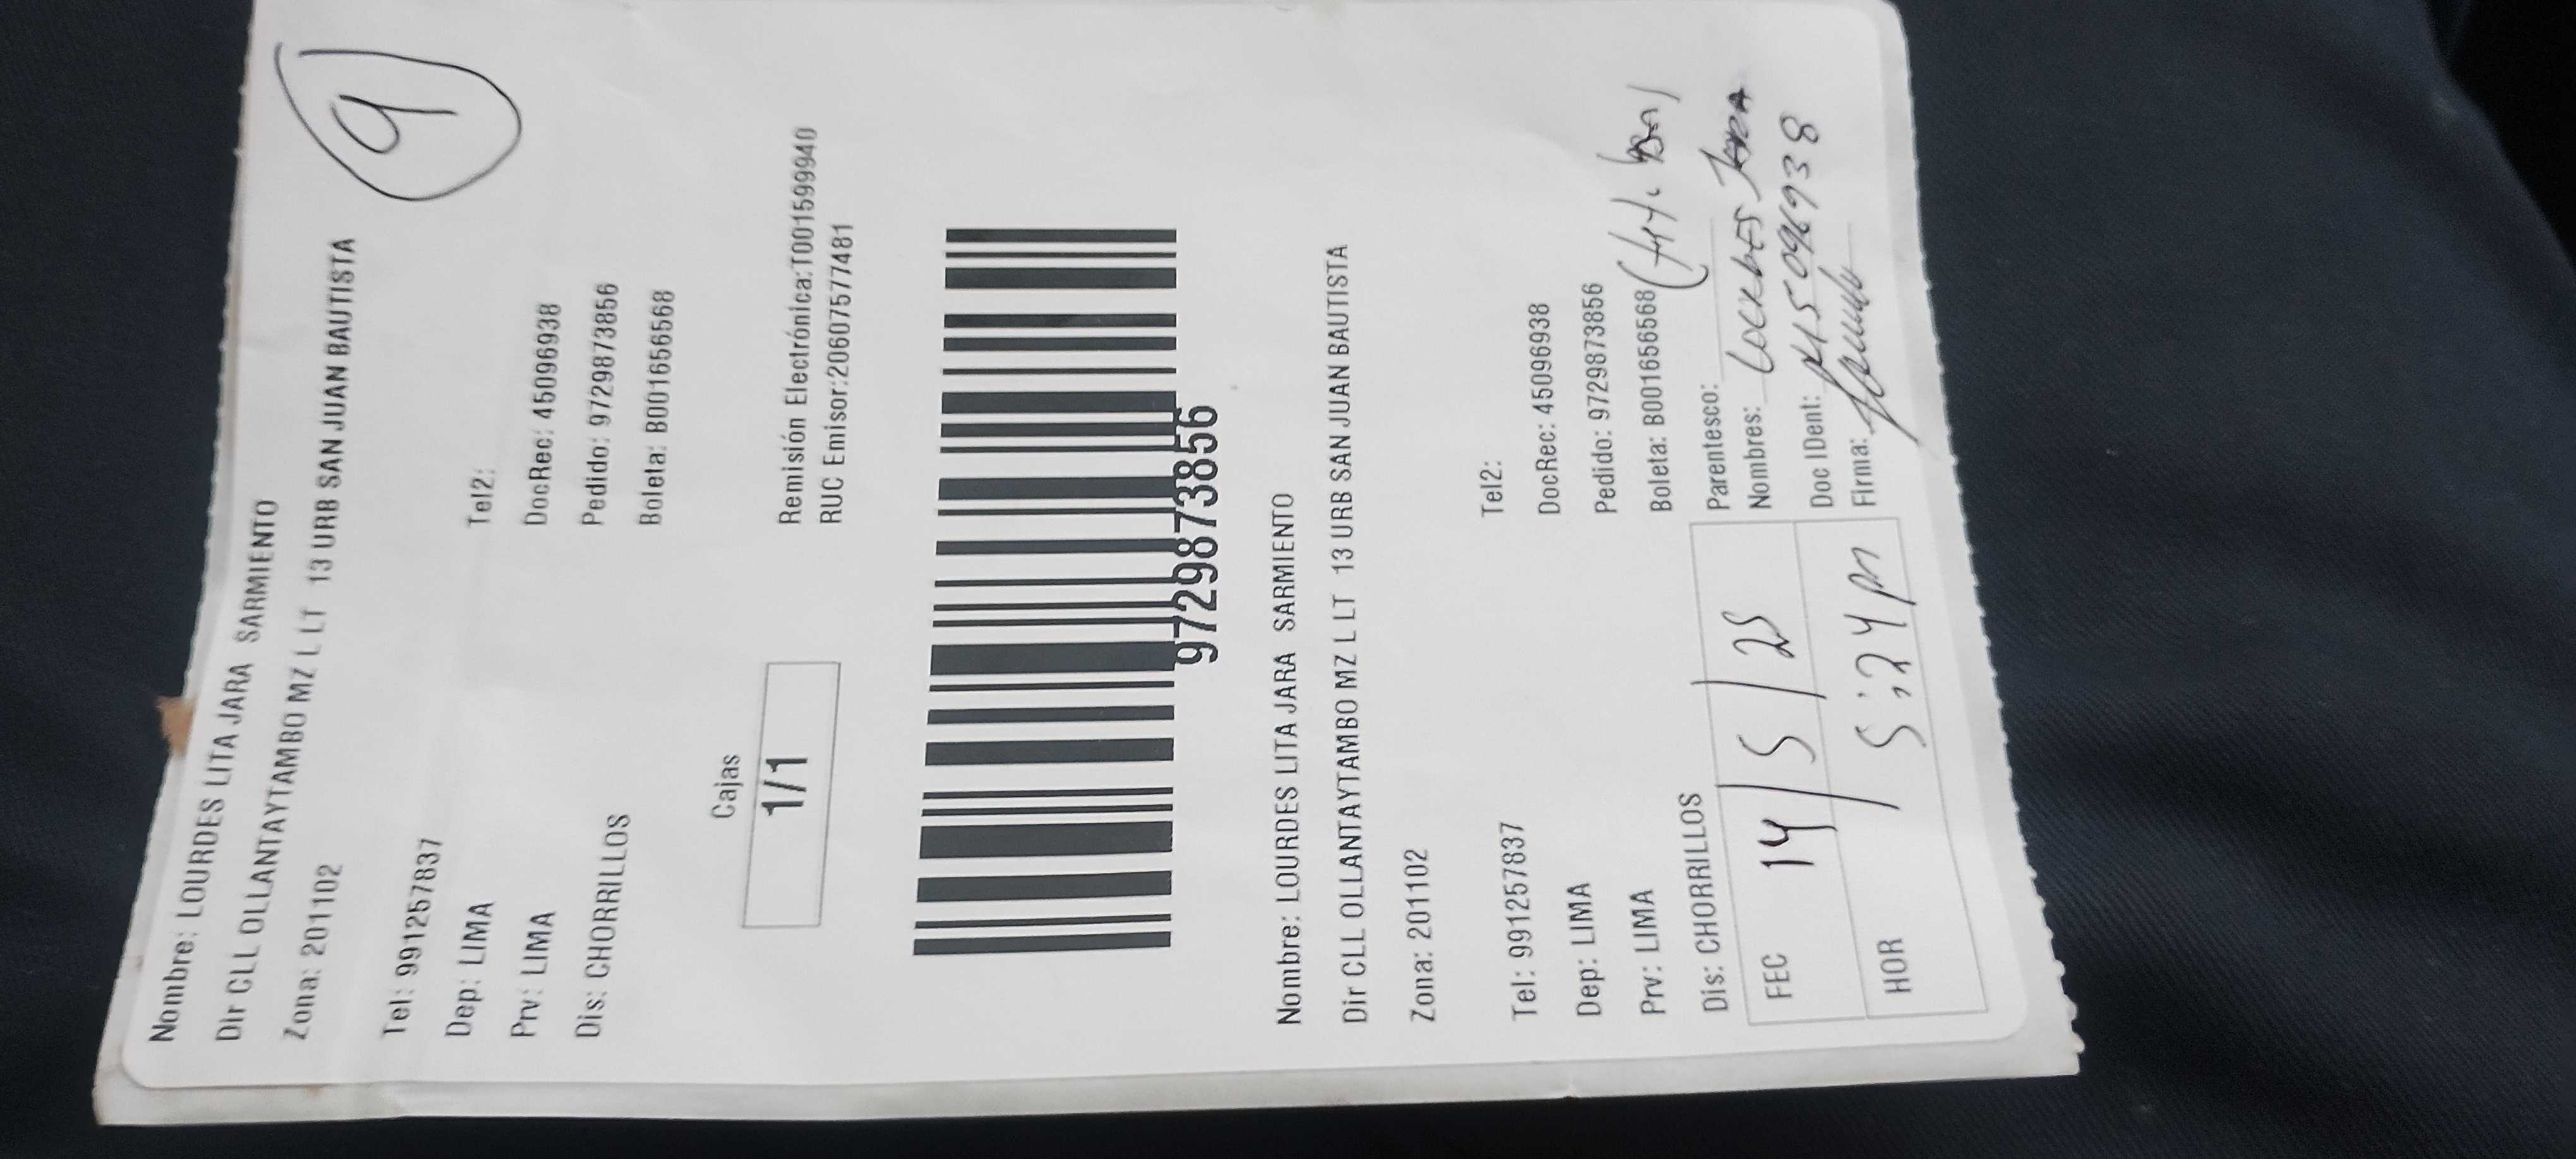 9
Nombre: LOURDES LITA JARA SARMIENTO
Dir CLL OLLANTAYTAMBO MZ L LT 13 URB SAN JUAN BAUTISTA
Zona: 201102
Tel: 991257837 Tel2:
Dep: LIMA DocRec: 45096938
Prv: LIMA Pedido: 9729873856
Dis: CHORRILLOS Boleta: B001656568
Cajas
1/1
Remisión Electrónica:T001599940
RUC Emisor:20607577481
9729873856
Nombre: LOURDES LITA JARA SARMIENTO
Dir CLL OLLANTAYTAMBO MZ L LT 13 URB SAN JUAN BAUTISTA
Zona: 201102
Tel: 991257837 Tel2:
Dep: LIMA DocRec: 45096938
Prv: LIMA Pedido: 9729873856
Dis: CHORRILLOS Boleta: B001656568
FEC 14/5/25
HOR 5:24 pm
Parentesco:
Nombres: Lourdes Jara
Doc IDent: 45096938
Firma: